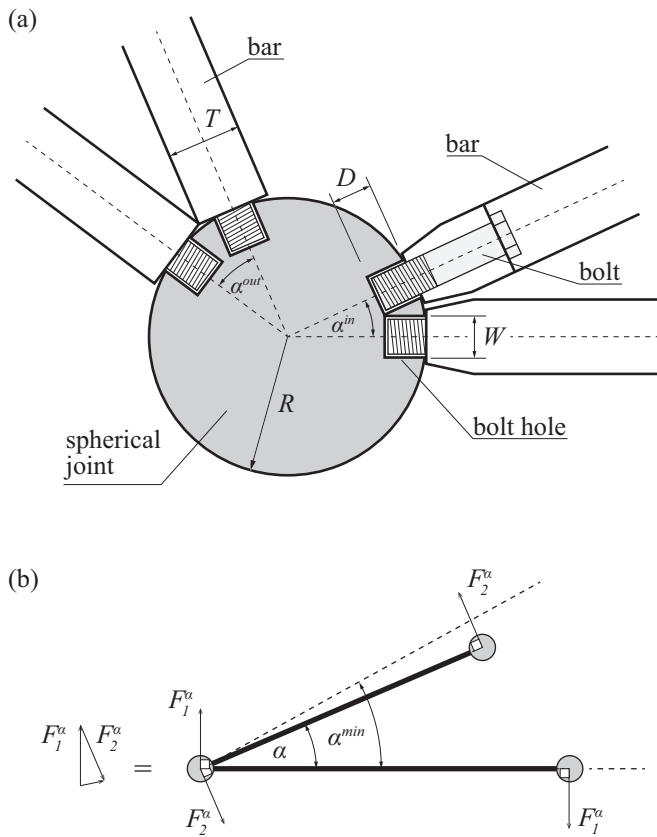 (a)
bar
T
bar
D
bolt
α^out
α^in
W
R
bolt hole
spherical
joint
(b)
F_2^α
F_1^α
F_1^α F_2^α =
α
α^min
F_2^α
F_1^α